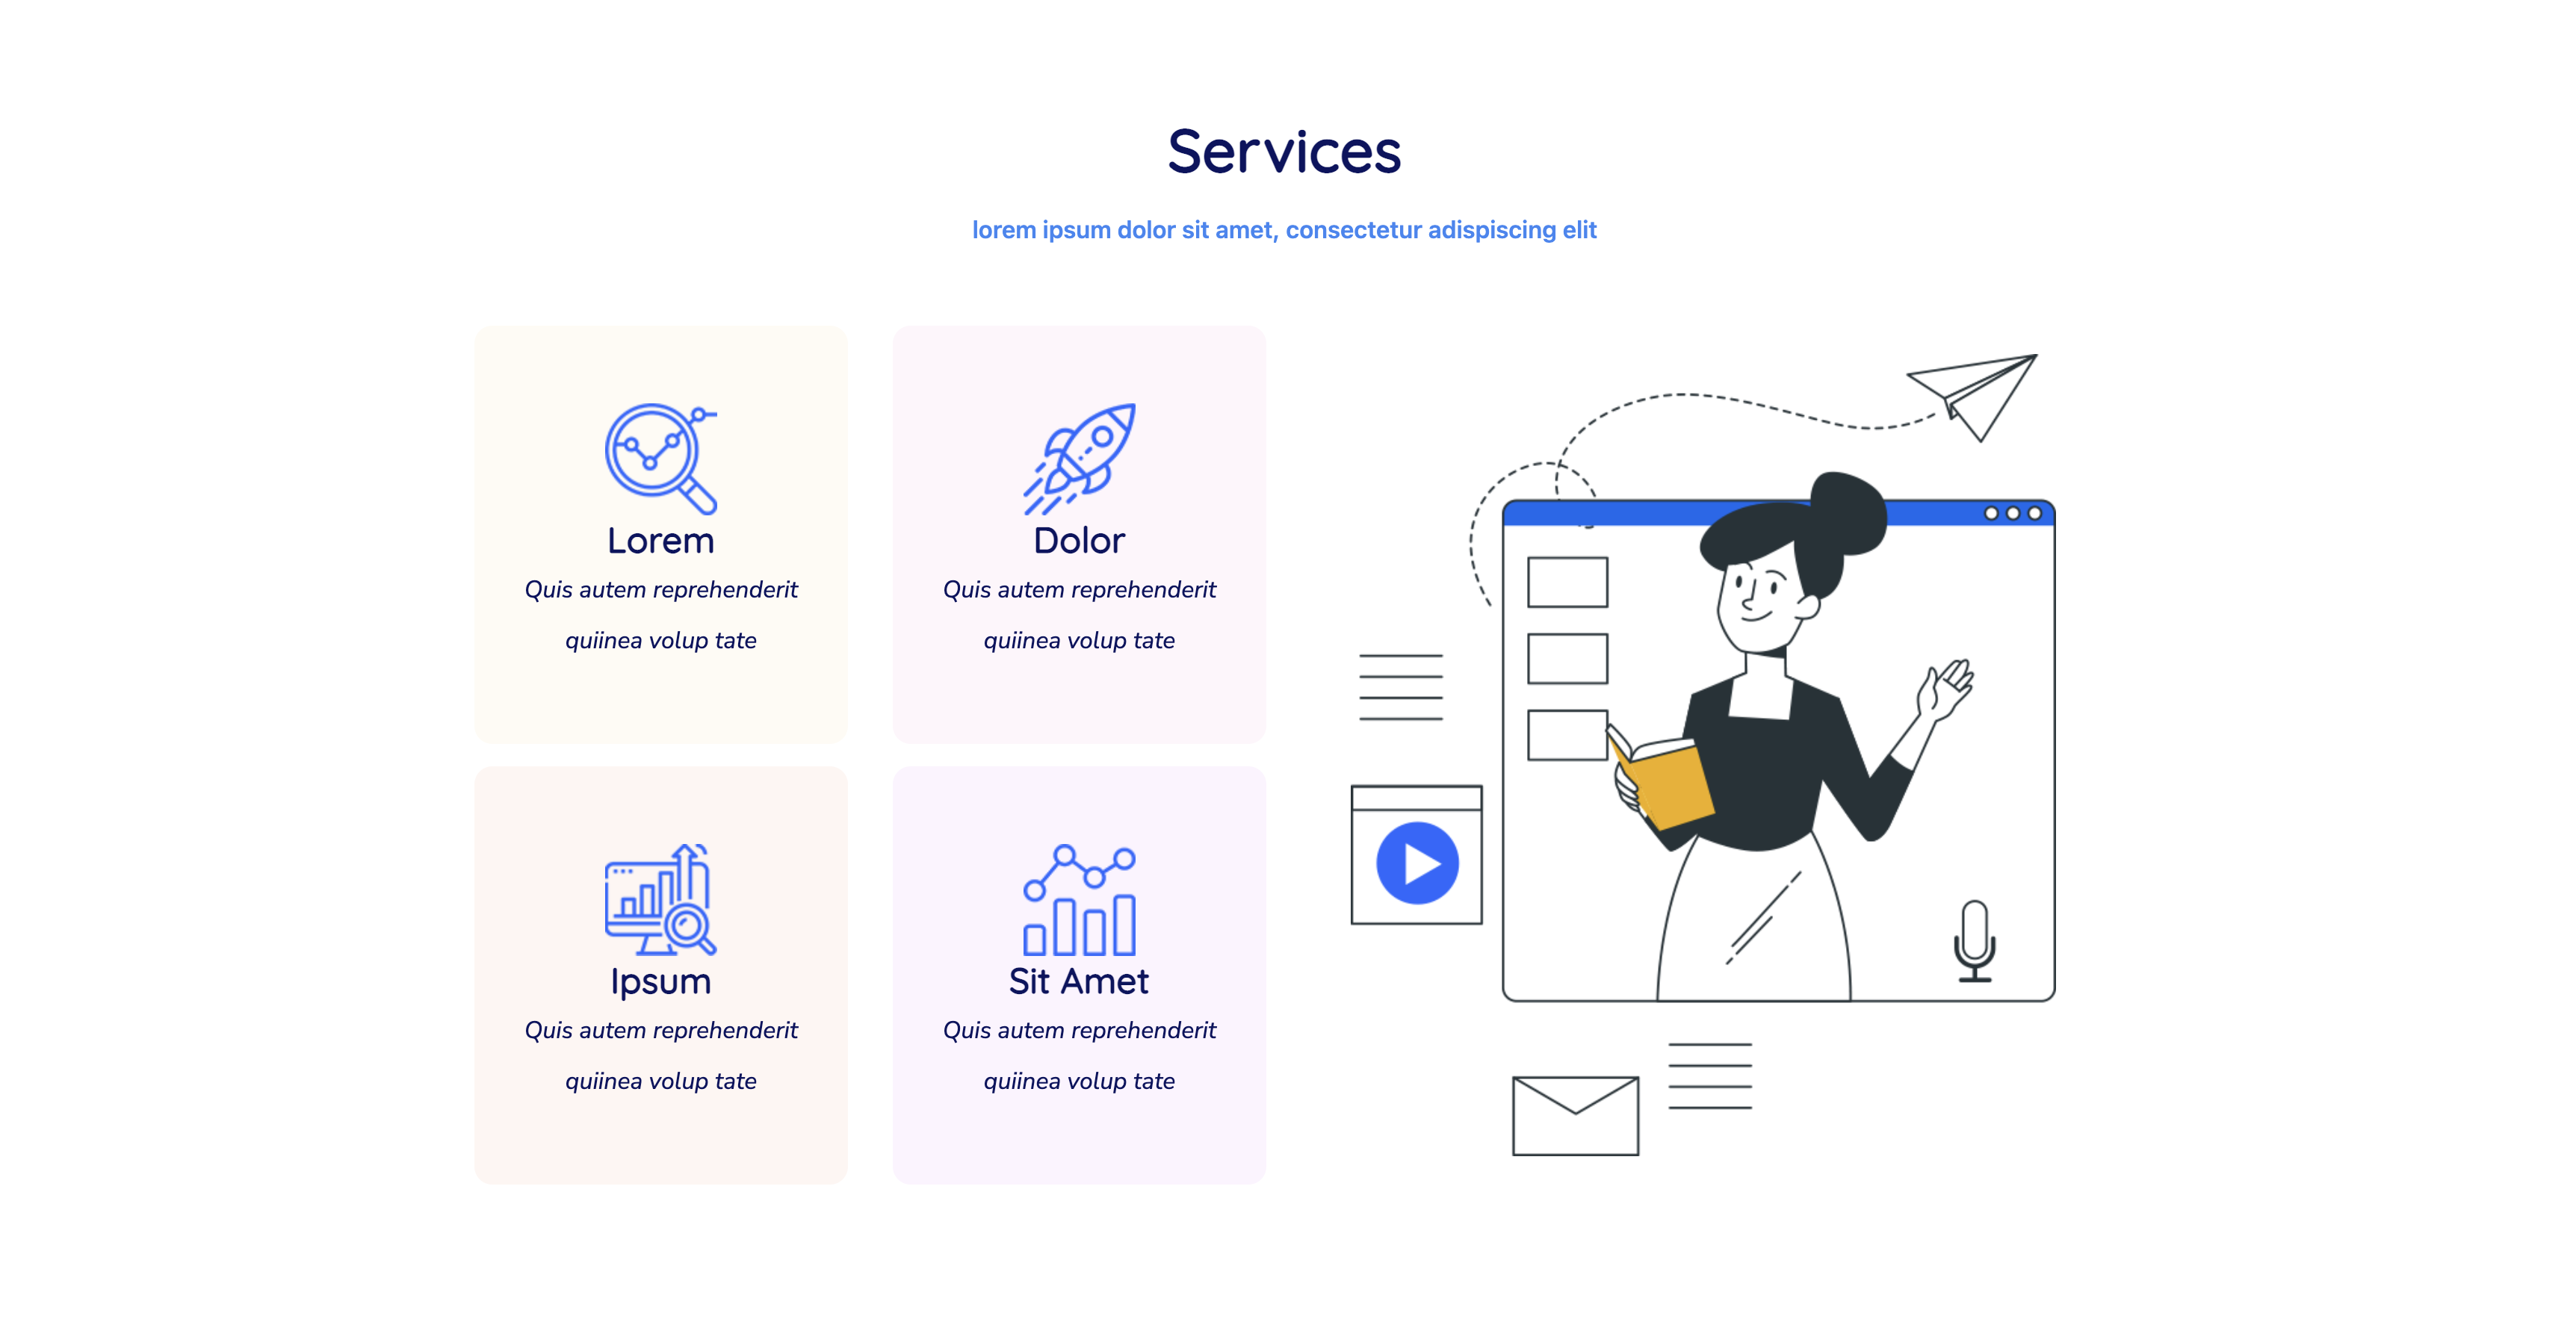 Services
lorem ipsum dolor sit amet, consectetur adispiscing elit
Lorem
Quis autem reprehenderit
quiinea volup tate
Dolor
Quis autem reprehenderit
quiinea volup tate
Ipsum
Quis autem reprehenderit
quiinea volup tate
Sit Amet
Quis autem reprehenderit
quiinea volup tate